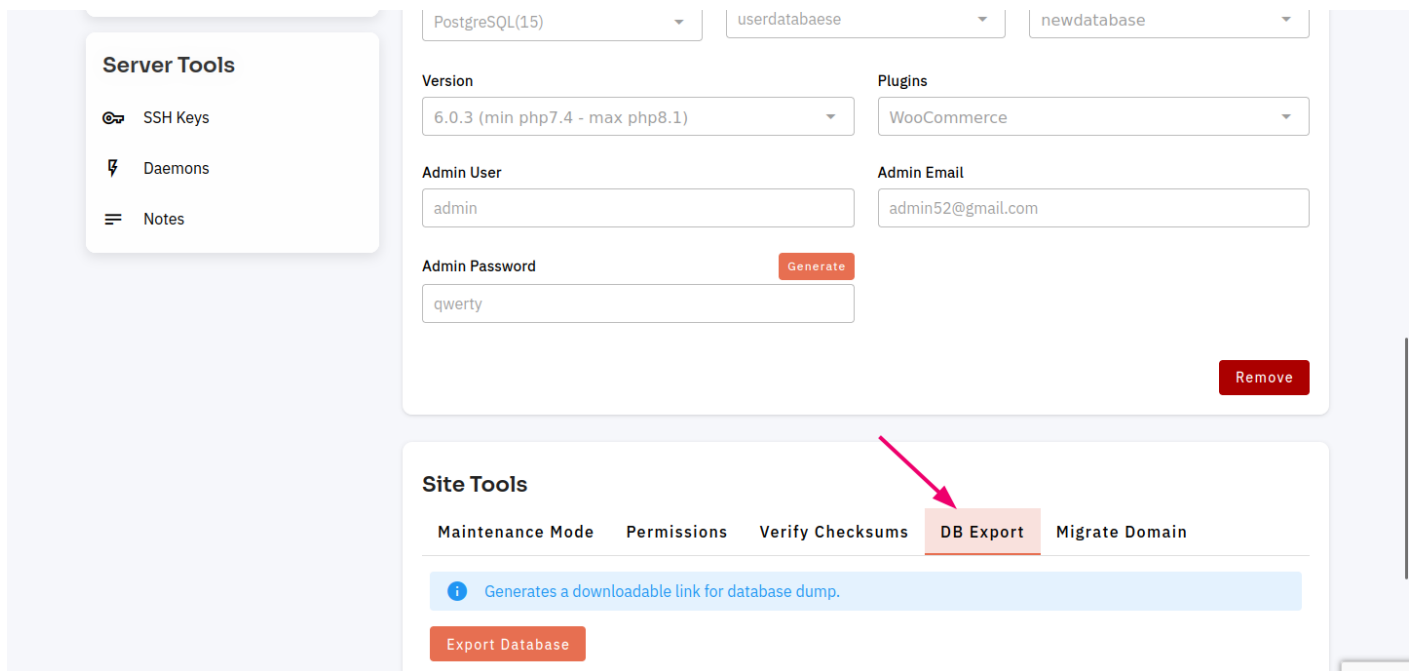 PostgreSQL(15)
userdatabaese
newdatabase
Server Tools
SSH Keys
Daemons
Notes
Version
6.0.3 (min php7.4 - max php8.1)
Plugins
WooCommerce
Admin User
admin
Admin Email
admin52@gmail.com
Admin Password
Generate
qwerty
Remove
Site Tools
Maintenance Mode
Permissions
Verify Checksums
DB Export
Migrate Domain
Generates a downloadable link for database dump.
Export Database